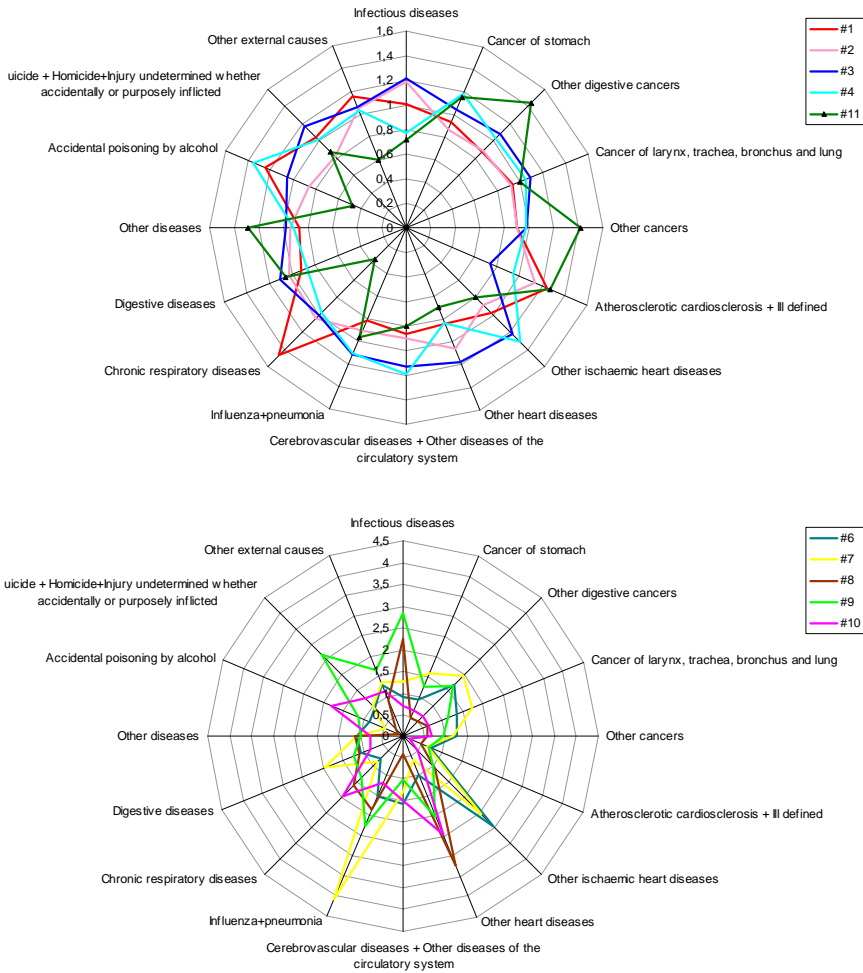 Infectious diseases
Other external causes
Cancer of stomach
uicide + Homicide+Injury undetermined whether
accidentally or purposely inflicted
Other digestive cancers
Accidental poisoning by alcohol
Cancer of larynx, trachea, bronchus and lung
Other diseases
Other cancers
Digestive diseases
Atherosclerotic cardiosclerosis + Ill defined
Chronic respiratory diseases
Other ischaemic heart diseases
Influenza+pneumonia
Other heart diseases
Cerebrovascular diseases + Other diseases of the
circulatory system
1,6
1,4
1,2
1
0,8
0,6
0,4
0,2
0
#1
#2
#3
#4
#11
Infectious diseases
Other external causes
Cancer of stomach
uicide + Homicide+Injury undetermined whether
accidentally or purposely inflicted
Other digestive cancers
Accidental poisoning by alcohol
Cancer of larynx, trachea, bronchus and lung
Other diseases
Other cancers
Digestive diseases
Atherosclerotic cardiosclerosis + Ill defined
Chronic respiratory diseases
Other ischaemic heart diseases
Influenza+pneumonia
Other heart diseases
Cerebrovascular diseases + Other diseases of the
circulatory system
4,5
4
3,5
3
2,5
2
1,5
1
0,5
0
#6
#7
#8
#9
#10